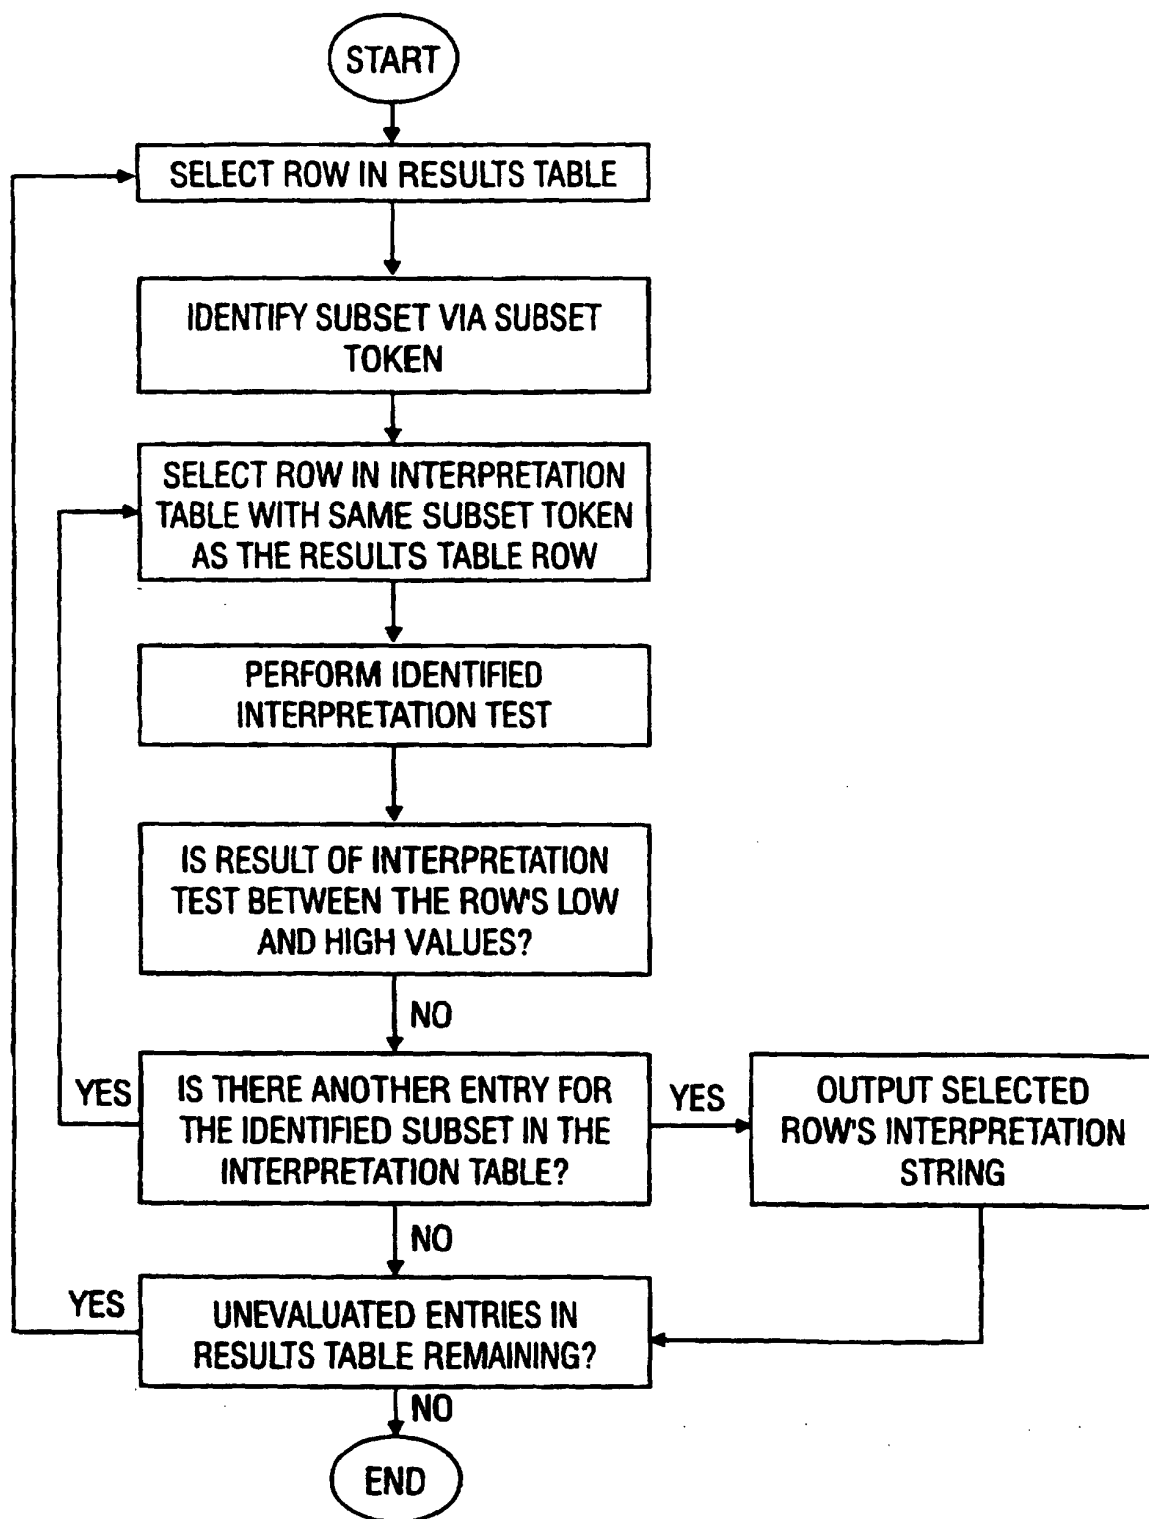 START
SELECT ROW IN RESULTS TABLE
IDENTIFY SUBSET VIA SUBSET
TOKEN
SELECT ROW IN INTERPRETATION
TABLE WITH SAME SUBSET TOKEN
AS THE RESULTS TABLE ROW
PERFORM IDENTIFIED
INTERPRETATION TEST
IS RESULT OF INTERPRETATION
TEST BETWEEN THE ROW'S LOW
AND HIGH VALUES?
NO
YES
IS THERE ANOTHER ENTRY FOR
THE IDENTIFIED SUBSET IN THE
INTERPRETATION TABLE?
YES
OUTPUT SELECTED
ROW'S INTERPRETATION
STRING
NO
YES
UNEVALUATED ENTRIES IN
RESULTS TABLE REMAINING?
NO
END